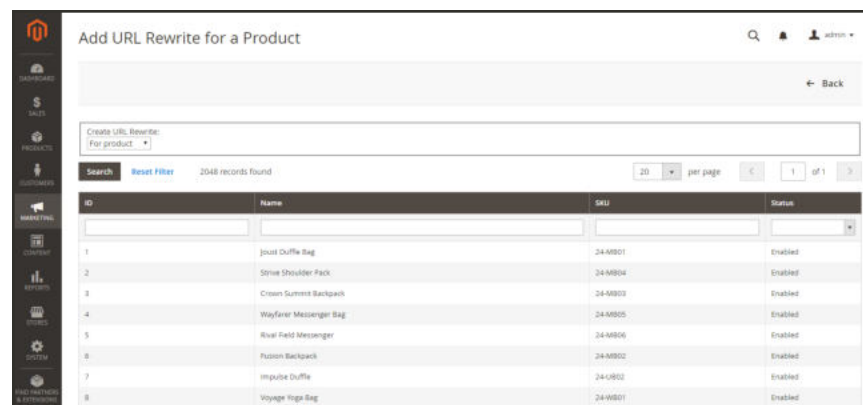 Add URL Rewrite for a Product
admin
DASHBOARD
← Back
SALES
Create URL Rewrite:
For product
PRODUCTS
Search Reset Filter 2048 records found 20 per page 1 of 1
CUSTOMERS
ID Name SKU Status
MARKETING
CONTENT
1 Joust Duffle Bag 24-MB01 Enabled
2 Strive Shoulder Pack 24-MB04 Enabled
REPORTS
3 Crown Summit Backpack 24-MB03 Enabled
4 Wayfarer Messenger Bag 24-MB05 Enabled
STORES
5 Rival Field Messenger 24-MB06 Enabled
SYSTEM
6 Fusion Backpack 24-MB02 Enabled
7 Impulse Duffle 24-UB02 Enabled
FIND PARTNERS
& EXTENSIONS
8 Voyage Yoga Bag 24-WB01 Enabled